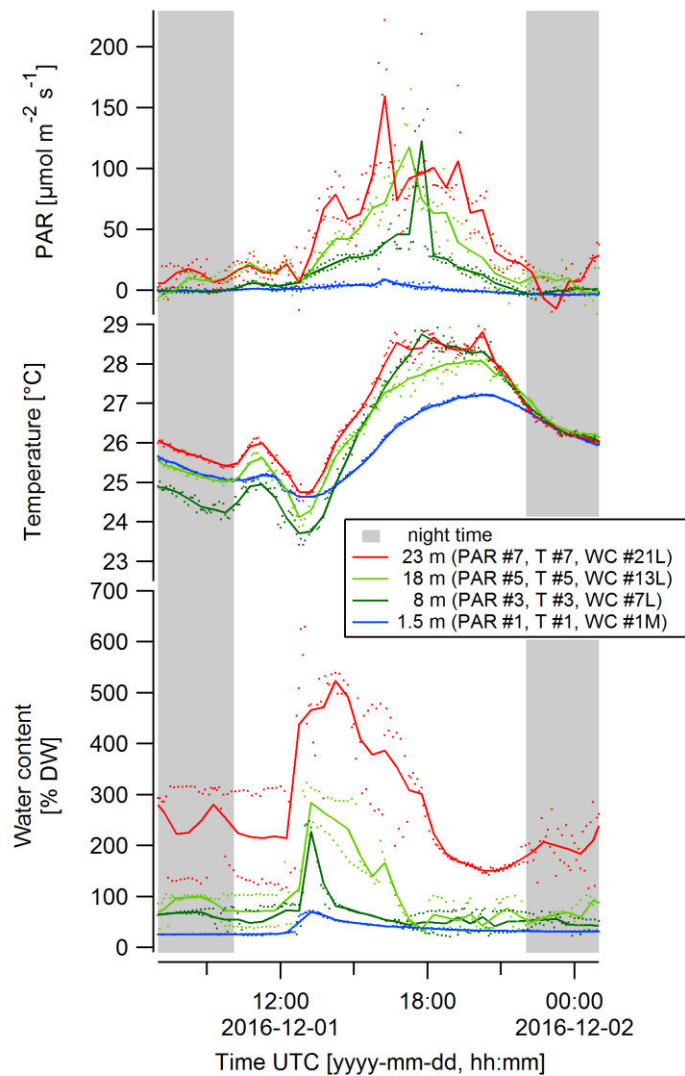 PAR [µmol m⁻² s⁻¹]
200
150
100
50
0
Temperature [°C]
29
28
27
26
25
24
23
night time
23 m (PAR #7, T #7, WC #21L)
18 m (PAR #5, T #5, WC #13L)
8 m (PAR #3, T #3, WC #7L)
1.5 m (PAR #1, T #1, WC #1M)
Water content
[% DW]
700
600
500
400
300
200
100
0
12:00 18:00 00:00
2016-12-01 2016-12-02
Time UTC [yyyy-mm-dd, hh:mm]